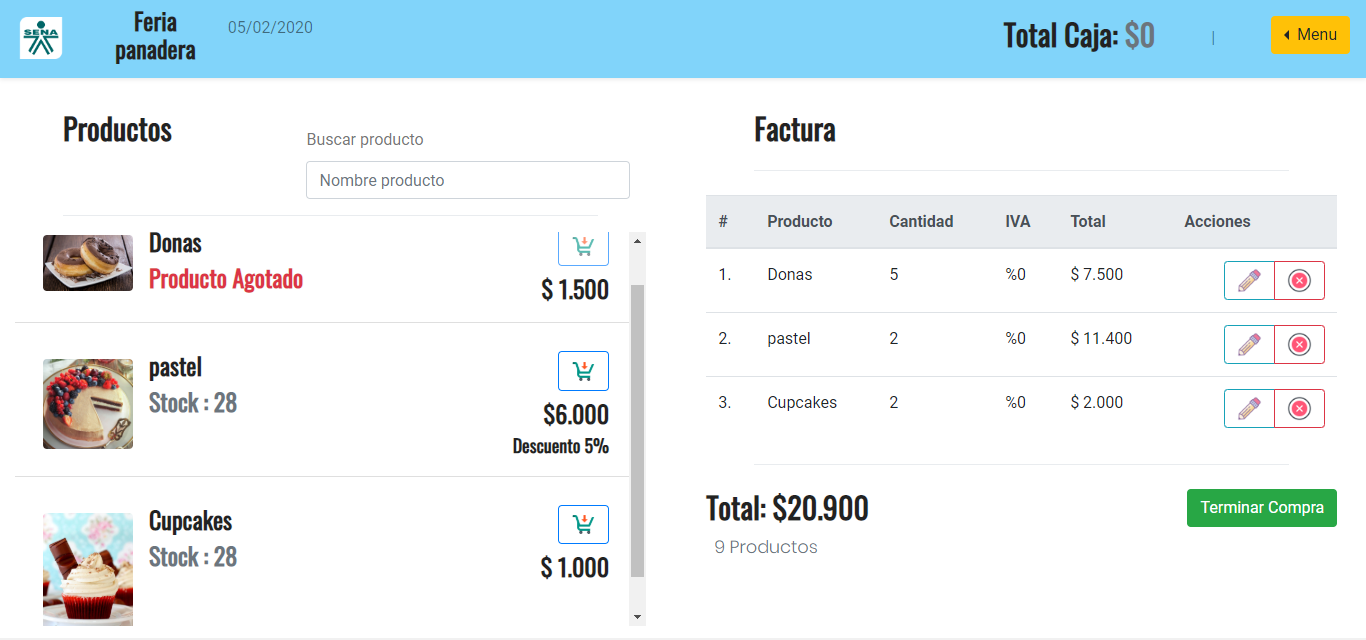 SENA
Feria
panadera
05/02/2020
Total Caja: $0
|
Menu
Productos
Buscar producto
Nombre producto
Donas
Producto Agotado
$ 1.500
pastel
Stock : 28
$6.000
Descuento 5%
Cupcakes
Stock : 28
$ 1.000
Factura
# Producto Cantidad IVA Total Acciones
1. Donas 5 %0 $ 7.500
2. pastel 2 %0 $ 11.400
3. Cupcakes 2 %0 $ 2.000
Total: $20.900
Terminar Compra
9 Productos